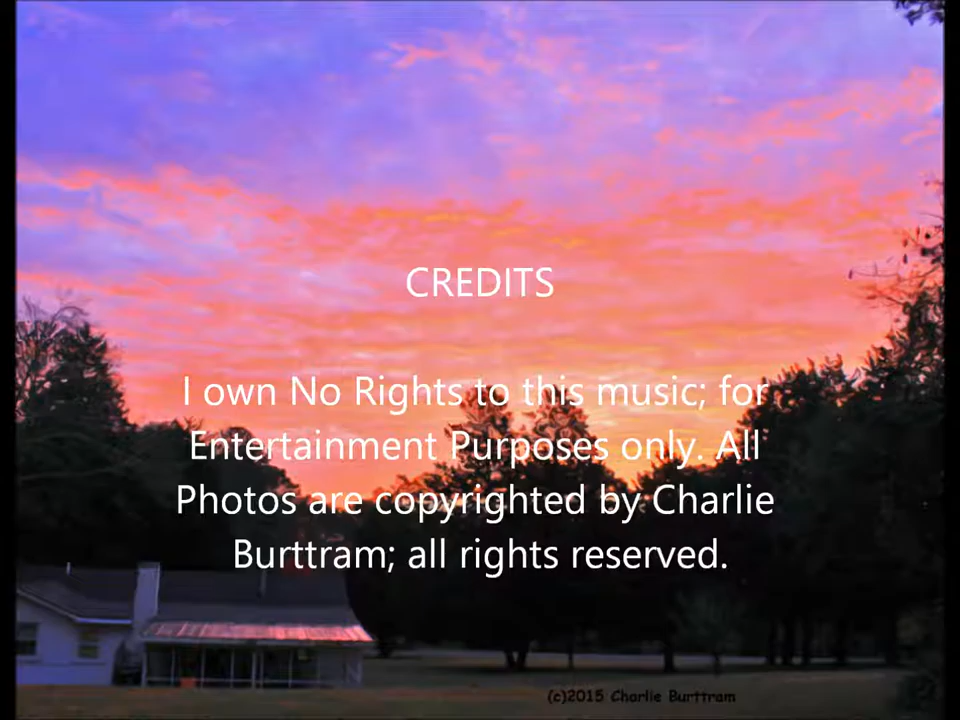 CREDITS
I own No Rights to this music; for
Entertainment Purposes only. All
Photos are copyrighted by Charlie
Burttram; all rights reserved.
(c)2015 Charlie Burttram